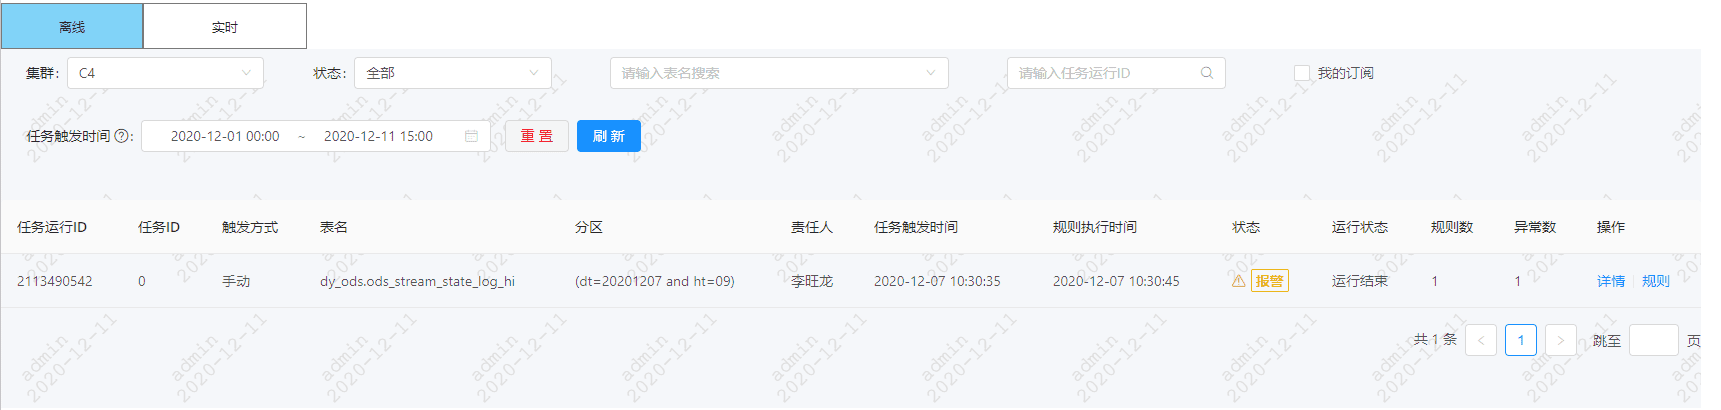 离线 实时
集群： C4 状态： 全部 请输入表名搜索 请输入任务运行ID 我的订阅
任务触发时间 ? : 2020-12-01 00:00 ~ 2020-12-11 15:00 重 置 刷 新
任务运行ID 任务ID 触发方式 表名 分区 责任人 任务触发时间 规则执行时间 状态 运行状态 规则数 异常数 操作
2113490542 0 手动 dy_ods.ods_stream_state_log_hi (dt=20201207 and ht=09) 李旺龙 2020-12-07 10:30:35 2020-12-07 10:30:45 报警 运行结束 1 1 详情 规则
共 1 条 < 1 > 跳至 页
admin
2020-12-11